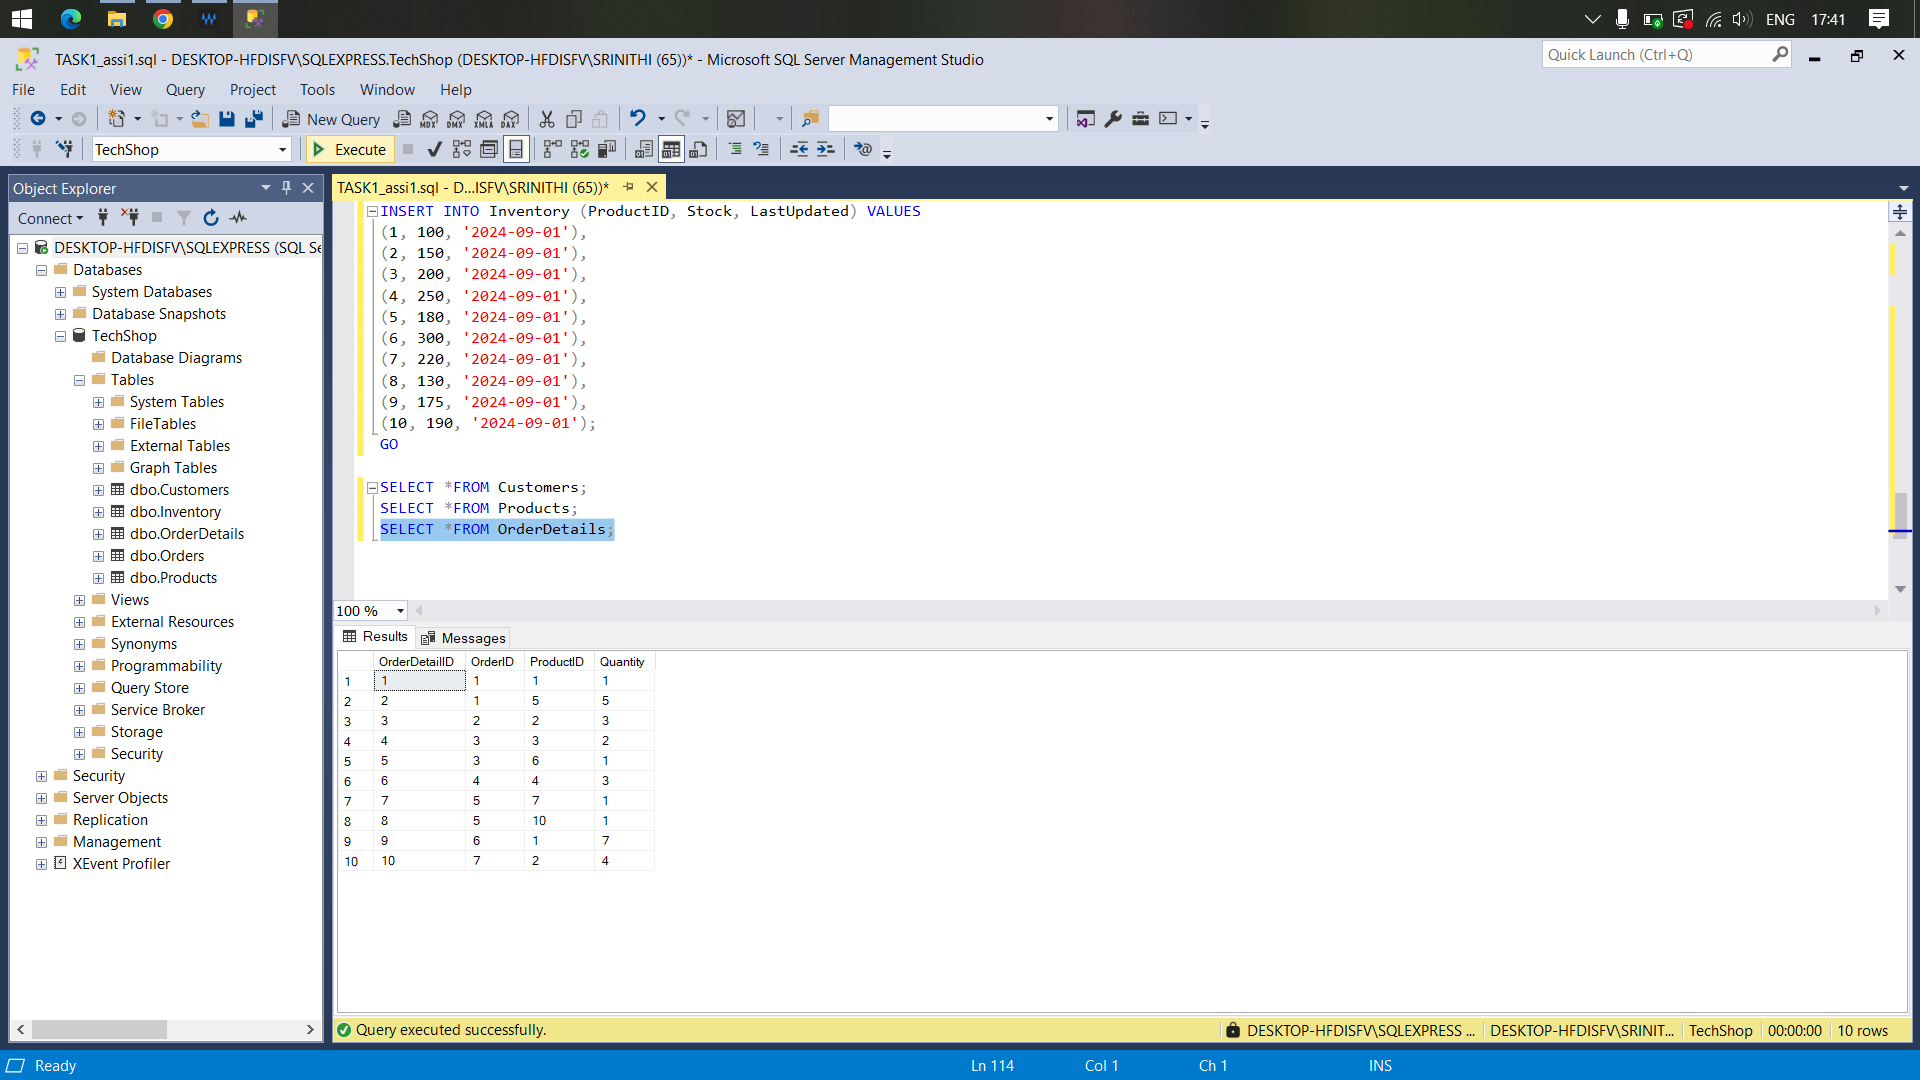 ENG 17:41
TASK1_assi1.sql - DESKTOP-HFDISFV\SQLEXPRESS.TechShop (DESKTOP-HFDISFV\SRINITHI (65))* - Microsoft SQL Server Management Studio
Quick Launch (Ctrl+Q)
File Edit View Query Project Tools Window Help
New Query MDX DMX XMLA DAX
TechShop Execute
Object Explorer
Connect
DESKTOP-HFDISFV\SQLEXPRESS (SQL Se
Databases
System Databases
Database Snapshots
TechShop
Database Diagrams
Tables
System Tables
FileTables
External Tables
Graph Tables
dbo.Customers
dbo.Inventory
dbo.OrderDetails
dbo.Orders
dbo.Products
Views
External Resources
Synonyms
Programmability
Query Store
Service Broker
Storage
Security
Security
Server Objects
Replication
Management
XEvent Profiler
TASK1_assi1.sql - D...ISFV\SRINITHI (65))*
INSERT INTO Inventory (ProductID, Stock, LastUpdated) VALUES
(1, 100, '2024-09-01'),
(2, 150, '2024-09-01'),
(3, 200, '2024-09-01'),
(4, 250, '2024-09-01'),
(5, 180, '2024-09-01'),
(6, 300, '2024-09-01'),
(7, 220, '2024-09-01'),
(8, 130, '2024-09-01'),
(9, 175, '2024-09-01'),
(10, 190, '2024-09-01');
GO
SELECT *FROM Customers;
SELECT *FROM Products;
SELECT *FROM OrderDetails;
100 %
Results Messages
OrderDetailID OrderID ProductID Quantity
1 1 1 1 1
2 2 1 5 5
3 3 2 2 3
4 4 3 3 2
5 5 3 6 1
6 6 4 4 3
7 7 5 7 1
8 8 5 10 1
9 9 6 1 7
10 10 7 2 4
Query executed successfully. DESKTOP-HFDISFV\SQLEXPRESS ... DESKTOP-HFDISFV\SRINIT... TechShop 00:00:00 10 rows
Ready Ln 114 Col 1 Ch 1 INS